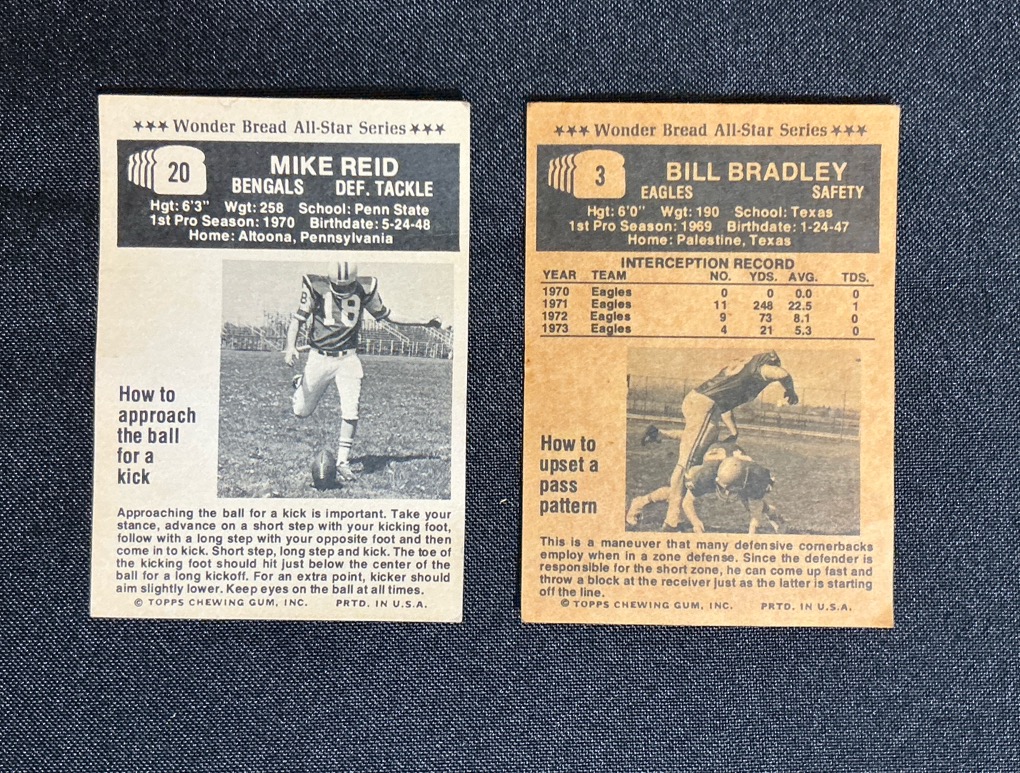 ★★★ Wonder Bread All-Star Series ★★★
20
MIKE REID
BENGALS DEF. TACKLE
Hgt: 6'3" Wgt: 258 School: Penn State
1st Pro Season: 1970 Birthdate: 5-24-48
Home: Altoona, Pennsylvania
18
8
How to
approach
the ball
for a
kick
Approaching the ball for a kick is important. Take your
stance, advance on a short step with your kicking foot,
follow with a long step with your opposite foot and then
come in to kick. Short step, long step and kick. The toe of
the kicking foot should hit just below the center of the
ball for a long kickoff. For an extra point, kicker should
aim slightly lower. Keep eyes on the ball at all times.
© TOPPS CHEWING GUM, INC. PRTD. IN U.S.A.
★★★ Wonder Bread All-Star Series ★★★
3
BILL BRADLEY
EAGLES SAFETY
Hgt: 6'0" Wgt: 190 School: Texas
1st Pro Season: 1969 Birthdate: 1-24-47
Home: Palestine, Texas
INTERCEPTION RECORD
YEAR TEAM NO. YDS. AVG. TDS.
1970 Eagles 0 0 0.0 0
1971 Eagles 11 248 22.5 1
1972 Eagles 9 73 8.1 0
1973 Eagles 4 21 5.3 0
How to
upset a
pass
pattern
This is a maneuver that many defensive cornerbacks
employ when in a zone defense. Since the defender is
responsible for the short zone, he can come up fast and
throw a block at the receiver just as the latter is starting
off the line.
© TOPPS CHEWING GUM, INC. PRTD. IN U.S.A.